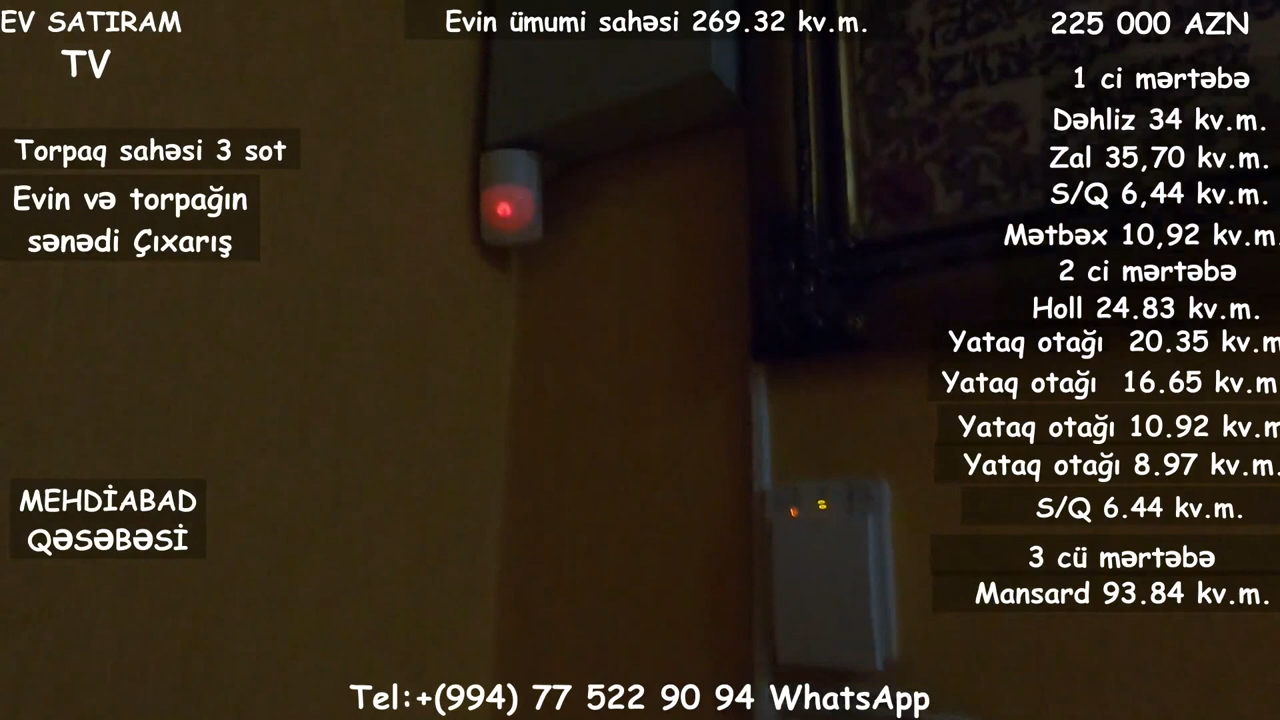 EV SATIRAM
TV
Evin ümumi sahəsi 269.32 kv.m.
225 000 AZN
Torpaq sahəsi 3 sot
Evin və torpağın
sənədi Çıxarış
MEHDİABAD
QƏSƏBƏSİ
1 ci mərtəbə
Dəhliz 34 kv.m.
Zal 35,70 kv.m.
S/Q 6,44 kv.m.
Mətbəx 10,92 kv.m.
2 ci mərtəbə
Holl 24.83 kv.m.
Yataq otağı 20.35 kv.m
Yataq otağı 16.65 kv.m
Yataq otağı 10.92 kv.m
Yataq otağı 8.97 kv.m.
S/Q 6.44 kv.m.
3 cü mərtəbə
Mansard 93.84 kv.m.
Tel:+(994) 77 522 90 94 WhatsApp